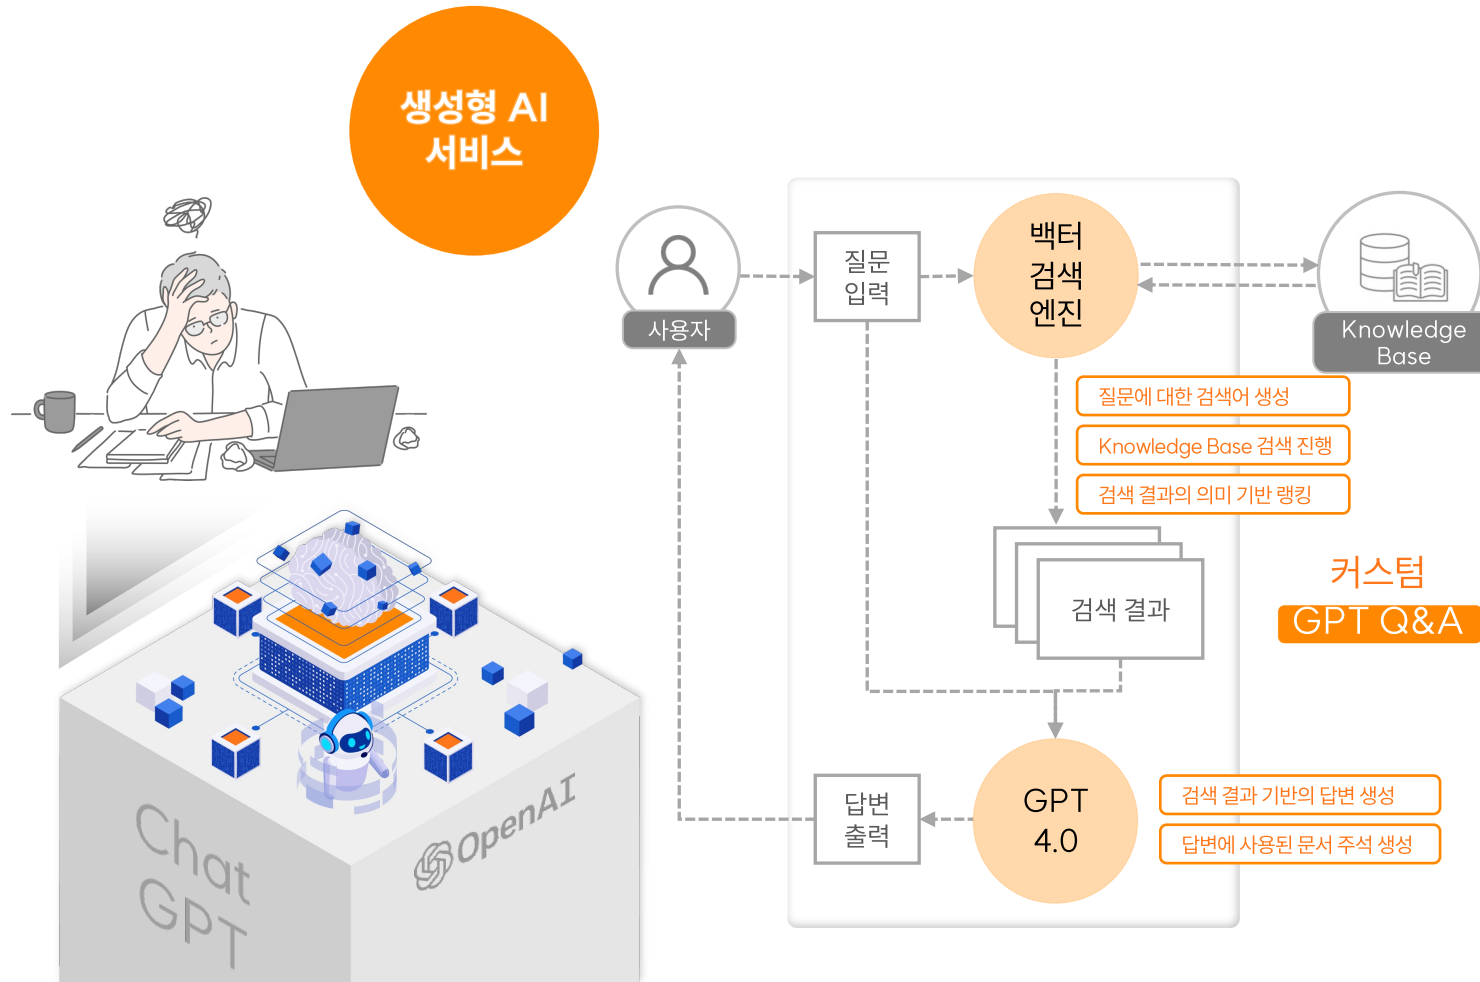 생성형 AI
서비스
사용자
질문
입력
백터
검색
엔진
Knowledge
Base
질문에 대한 검색어 생성
Knowledge Base 검색 진행
검색 결과의 의미 기반 랭킹
검색 결과
커스텀
GPT Q&A
GPT
4.0
검색 결과 기반의 답변 생성
답변에 사용된 문서 주석 생성
답변
출력
Chat
GPT
OpenAI